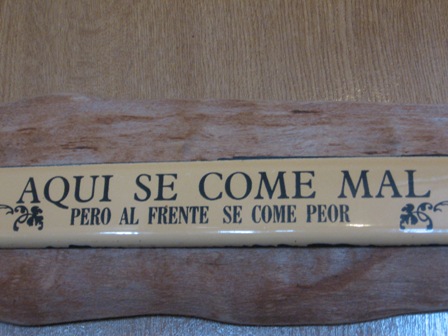 AQUI SE COME MAL
PERO AL FRENTE SE COME PEOR